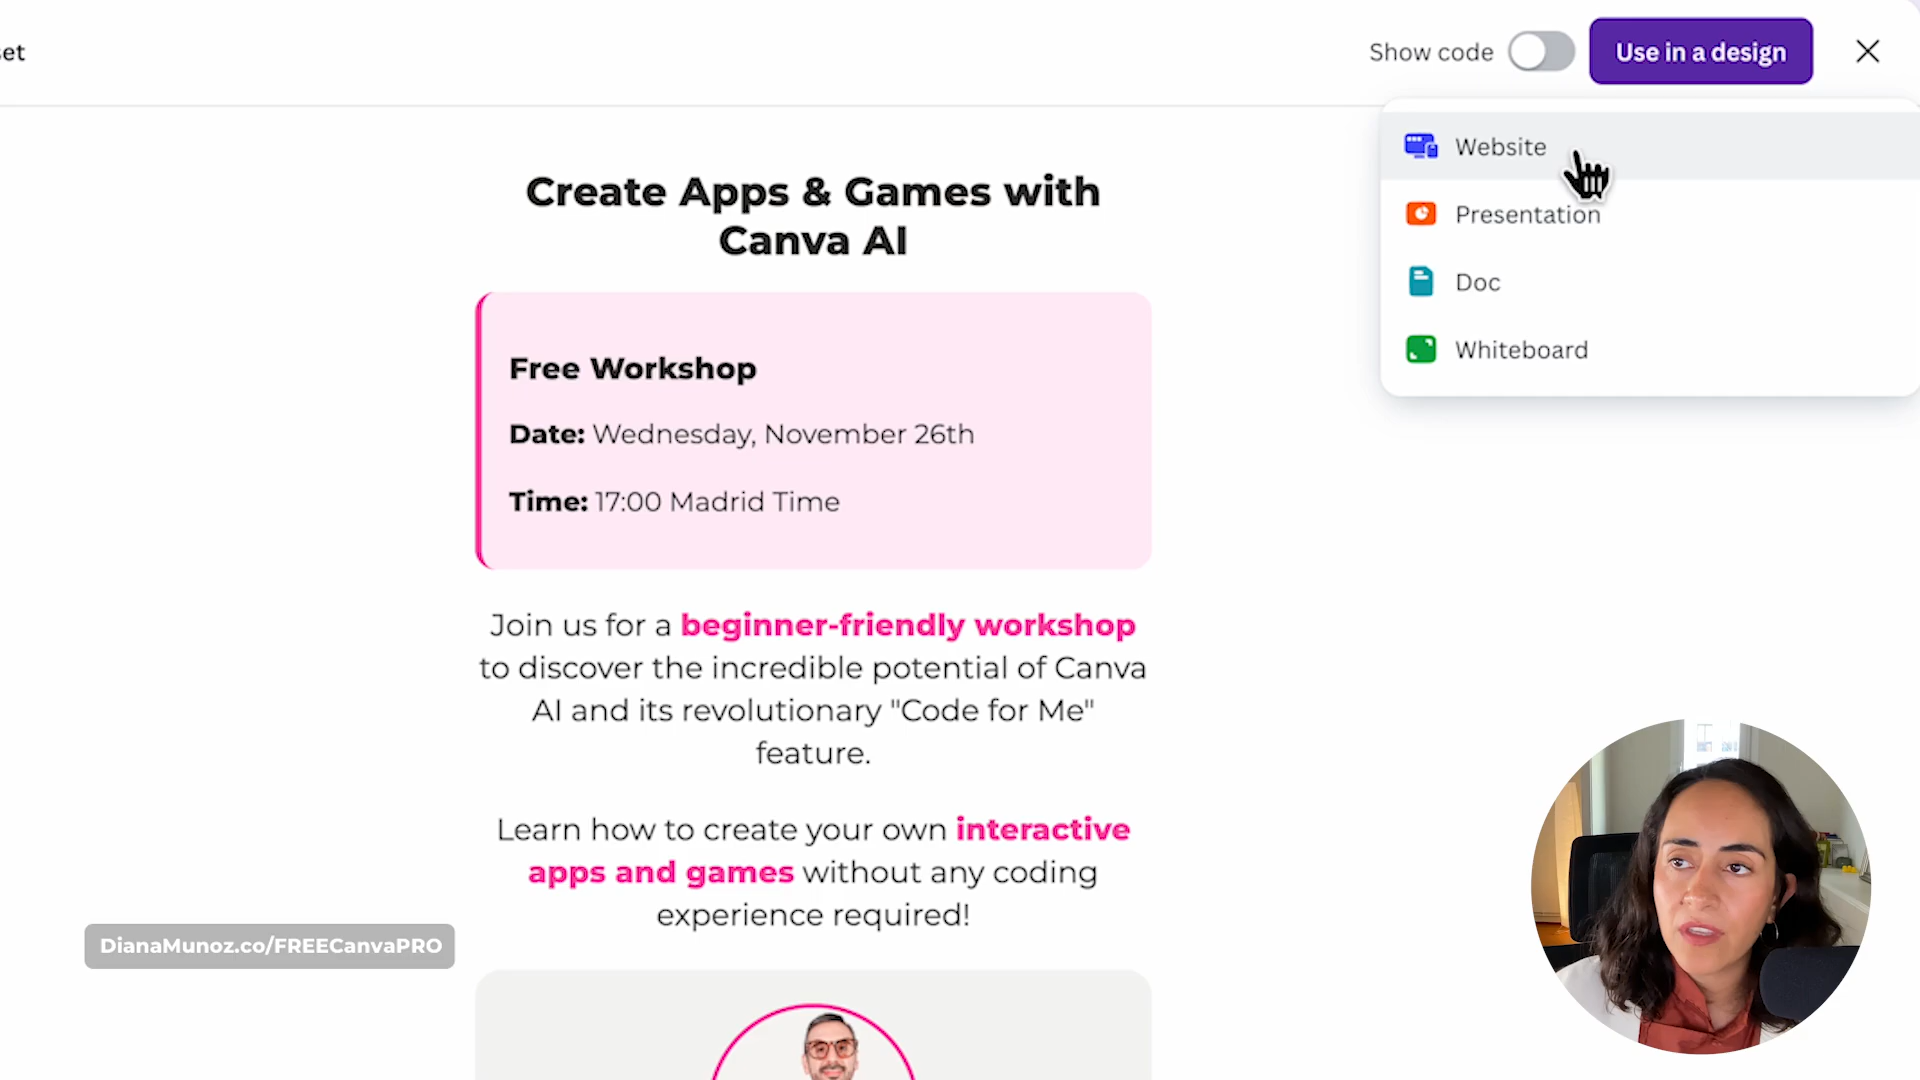 et
Show code
Use in a design
Website
Presentation
Doc
Whiteboard
Create Apps & Games with
Canva AI
Free Workshop
Date: Wednesday, November 26th
Time: 17:00 Madrid Time
Join us for a beginner-friendly workshop
to discover the incredible potential of Canva
AI and its revolutionary "Code for Me"
feature.
Learn how to create your own interactive
apps and games without any coding
experience required!
DianaMunoz.co/FREECanvaPRO